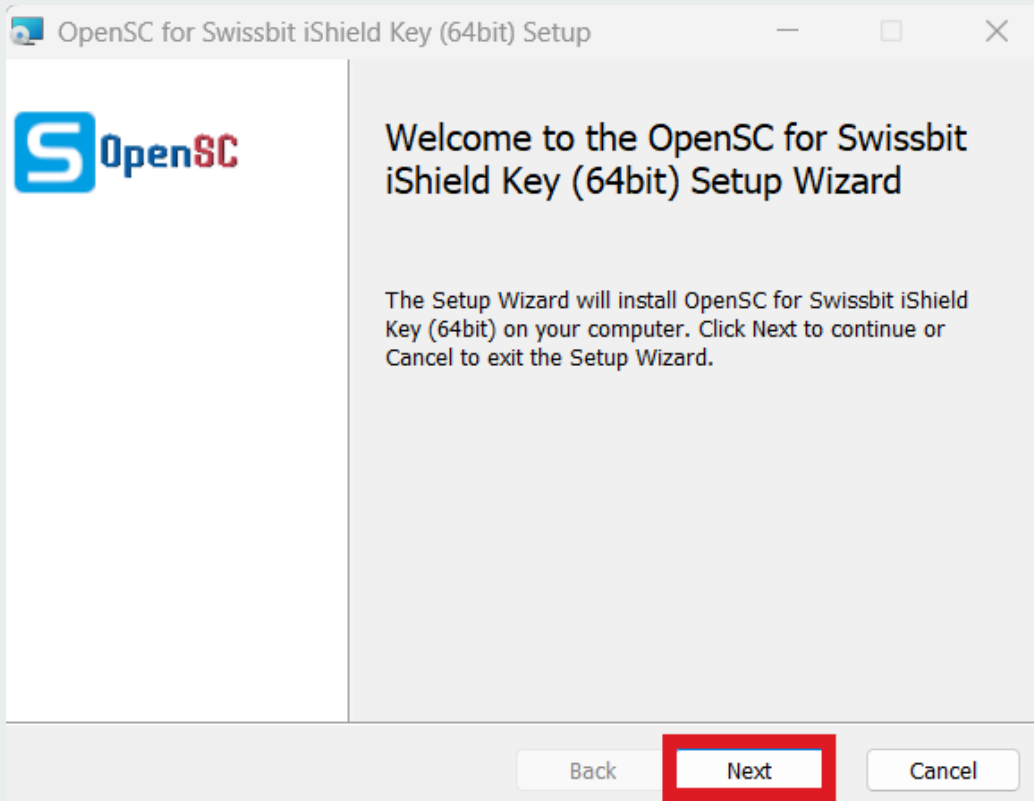 OpenSC for Swissbit iShield Key (64bit) Setup
S OpenSC
Welcome to the OpenSC for Swissbit
iShield Key (64bit) Setup Wizard
The Setup Wizard will install OpenSC for Swissbit iShield
Key (64bit) on your computer. Click Next to continue or
Cancel to exit the Setup Wizard.
Back Next Cancel